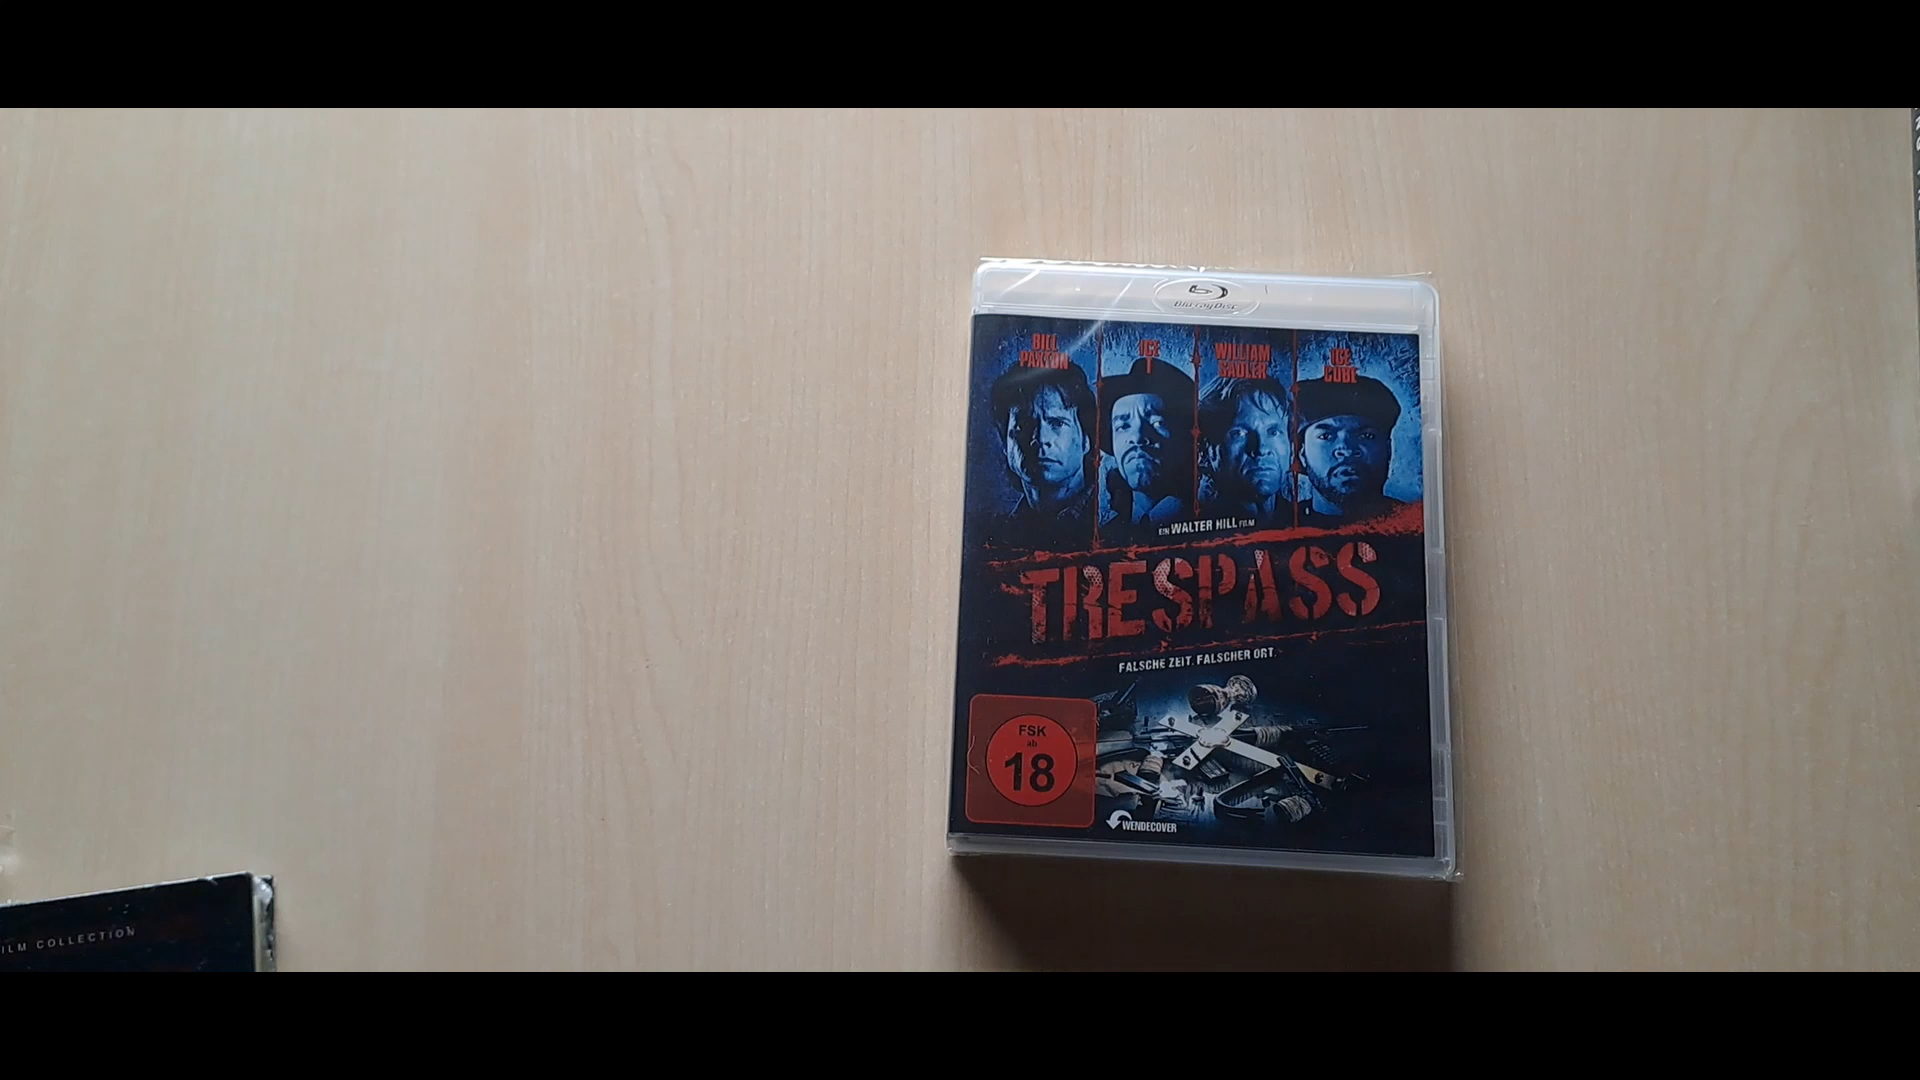 Blu-ray Disc
BILL
PAXTON
ICE
T
WILLIAM
SADLER
ICE
CUBE
EIN WALTER HILL FILM
TRESPASS
FALSCHE ZEIT. FALSCHER ORT.
FSK
ab
18
WENDECOVER
ILM COLLECTION